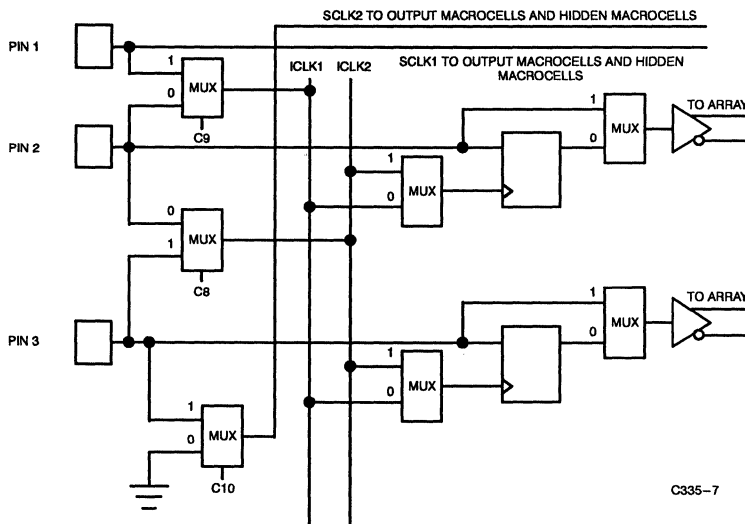 SCLK2 TO OUTPUT MACROCELLS AND HIDDEN MACROCELLS
PIN 1
1
MUX
0
C9
ICLK1 ICLK2
SCLK1 TO OUTPUT MACROCELLS AND HIDDEN
MACROCELLS
PIN 2
1
MUX
0
TO ARRAY
1
MUX
0
0
MUX
1
C8
PIN 3
1
MUX
0
TO ARRAY
1
MUX
0
1
MUX
0
C10
C335–7